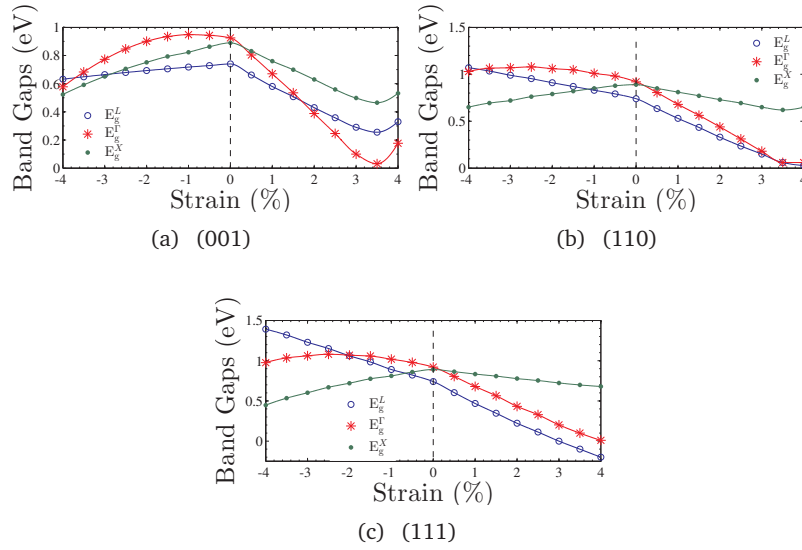 Band Gaps (eV)
1
0.8
0.6
0.4
0.2
0
-4 -3 -2 -1 0 1 2 3 4
Strain (%)
E_g^L
E_g^Γ
E_g^X
(a) (001)
Band Gaps (eV)
1.5
1
0.5
0
-4 -3 -2 -1 0 1 2 3 4
Strain (%)
E_g^L
E_g^Γ
E_g^X
(b) (110)
Band Gaps (eV)
1.5
1
0.5
0
-4 -3 -2 -1 0 1 2 3 4
Strain (%)
E_g^L
E_g^Γ
E_g^X
(c) (111)